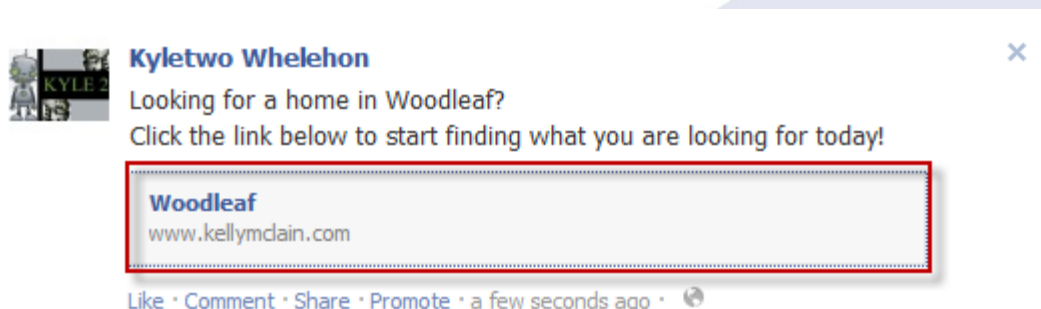 KYLE 2
Kyletwo Whelehon
Looking for a home in Woodleaf?
Click the link below to start finding what you are looking for today!
Woodleaf
www.kellymclain.com
Like · Comment · Share · Promote · a few seconds ago ·